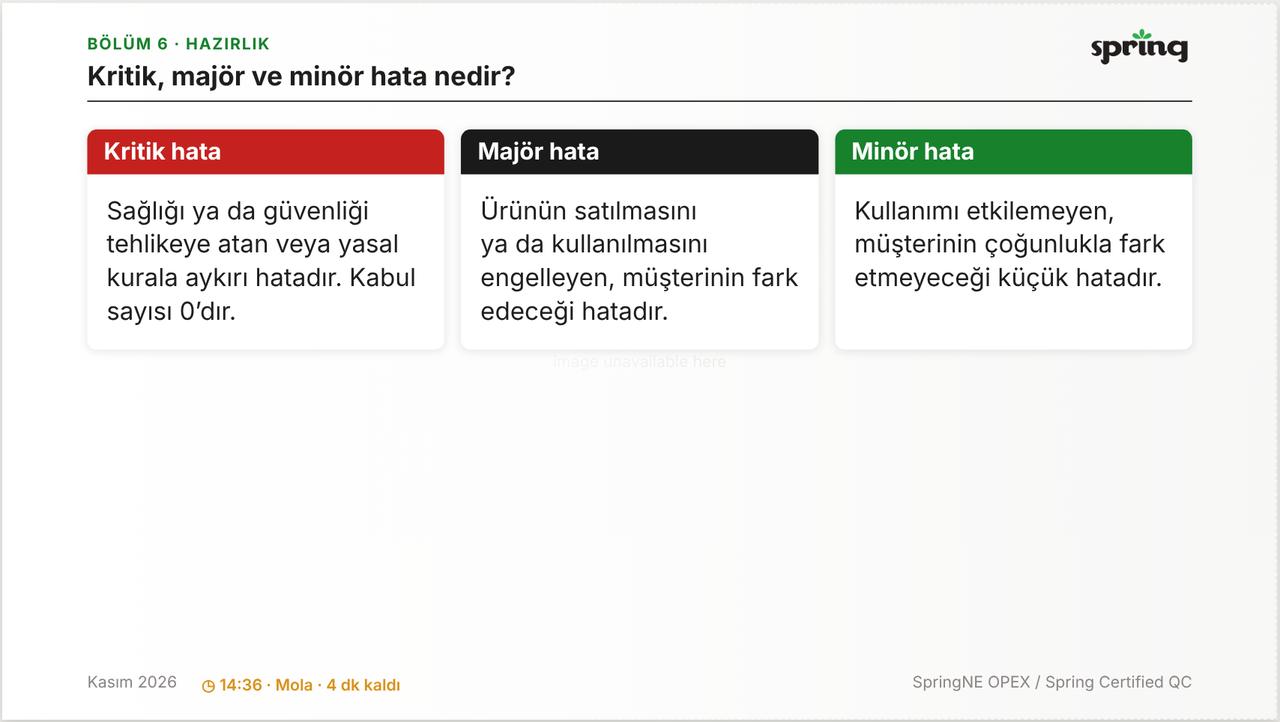 BÖLÜM 6 · HAZIRLIK
Kritik, majör ve minör hata nedir?
spring
Kritik hata
Sağlığı ya da güvenliği
tehlikeye atan veya yasal
kurala aykırı hatadır. Kabul
sayısı 0’dır.
Majör hata
Ürünün satılmasını
ya da kullanılmasını
engelleyen, müşterinin fark
edeceği hatadır.
Minör hata
Kullanımı etkilemeyen,
müşterinin çoğunlukla fark
etmeyeceği küçük hatadır.
image unavailable here
Kasım 2026
14:36 · Mola · 4 dk kaldı
SpringNE OPEX / Spring Certified QC